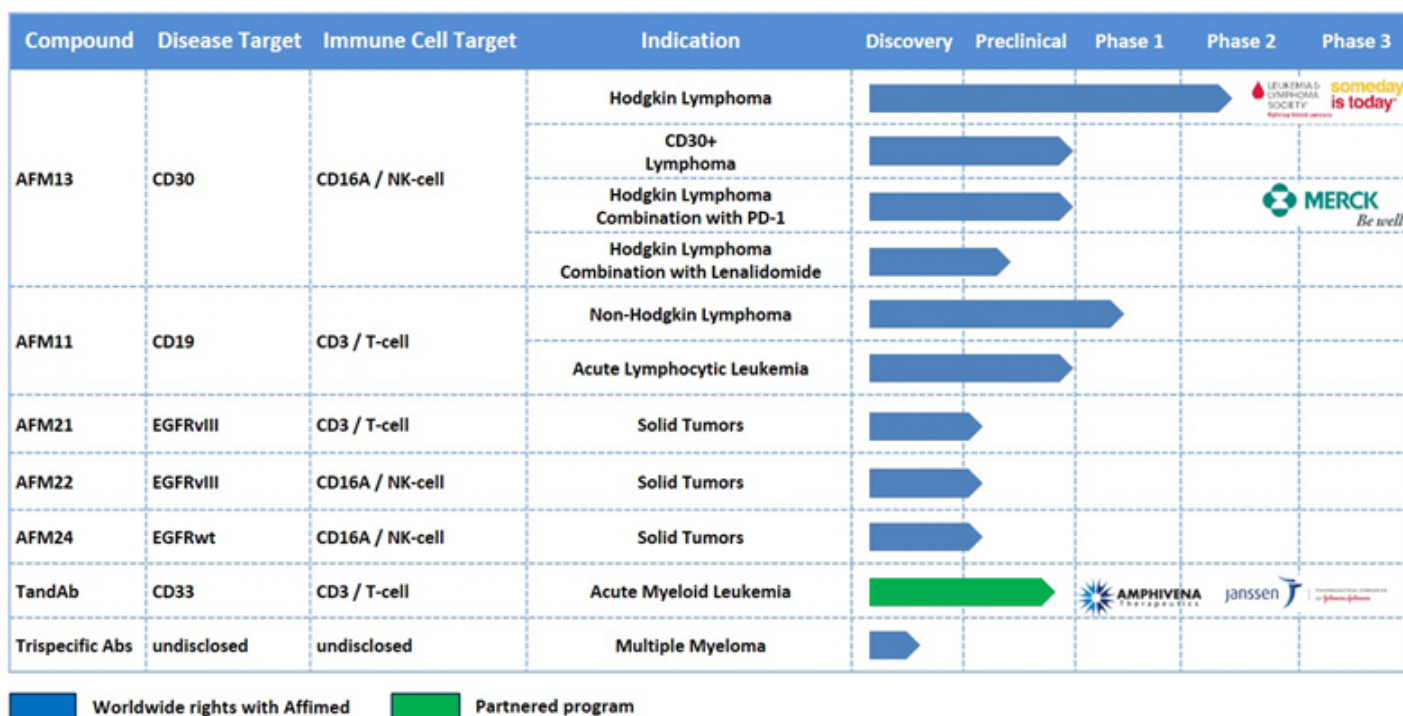 Compound Disease Target Immune Cell Target Indication Discovery Preclinical Phase 1 Phase 2 Phase 3
AFM13 CD30 CD16A / NK-cell
Hodgkin Lymphoma
LEUKEMIA &
LYMPHOMA
SOCIETY
fighting blood cancers
someday
is today
CD30+
Lymphoma
Hodgkin Lymphoma
Combination with PD-1
MERCK
Be well
Hodgkin Lymphoma
Combination with Lenalidomide
AFM11 CD19 CD3 / T-cell
Non-Hodgkin Lymphoma
Acute Lymphocytic Leukemia
AFM21 EGFRvIII CD3 / T-cell Solid Tumors
AFM22 EGFRvIII CD16A / NK-cell Solid Tumors
AFM24 EGFRwt CD16A / NK-cell Solid Tumors
TandAb CD33 CD3 / T-cell Acute Myeloid Leukemia
AMPHIVENA
Therapeutics
janssen
Trispecific Abs undisclosed undisclosed Multiple Myeloma
Worldwide rights with Affimed Partnered program